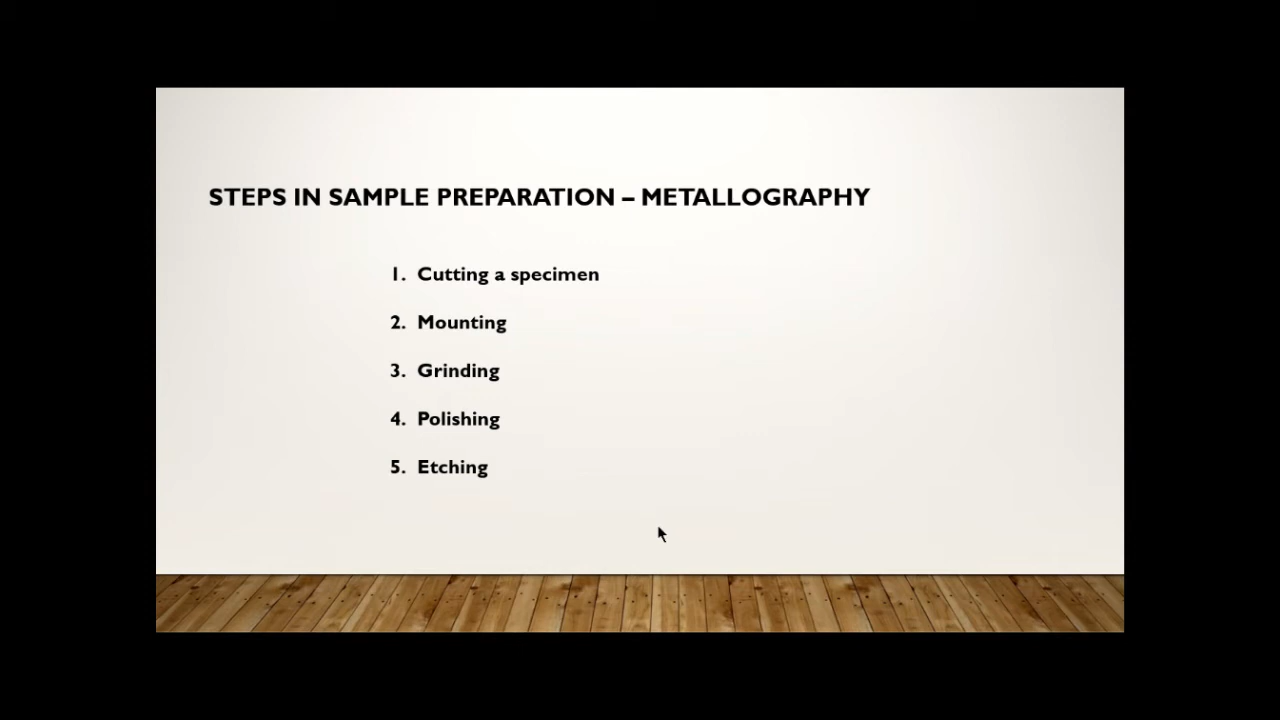 STEPS IN SAMPLE PREPARATION – METALLOGRAPHY
1. Cutting a specimen
2. Mounting
3. Grinding
4. Polishing
5. Etching